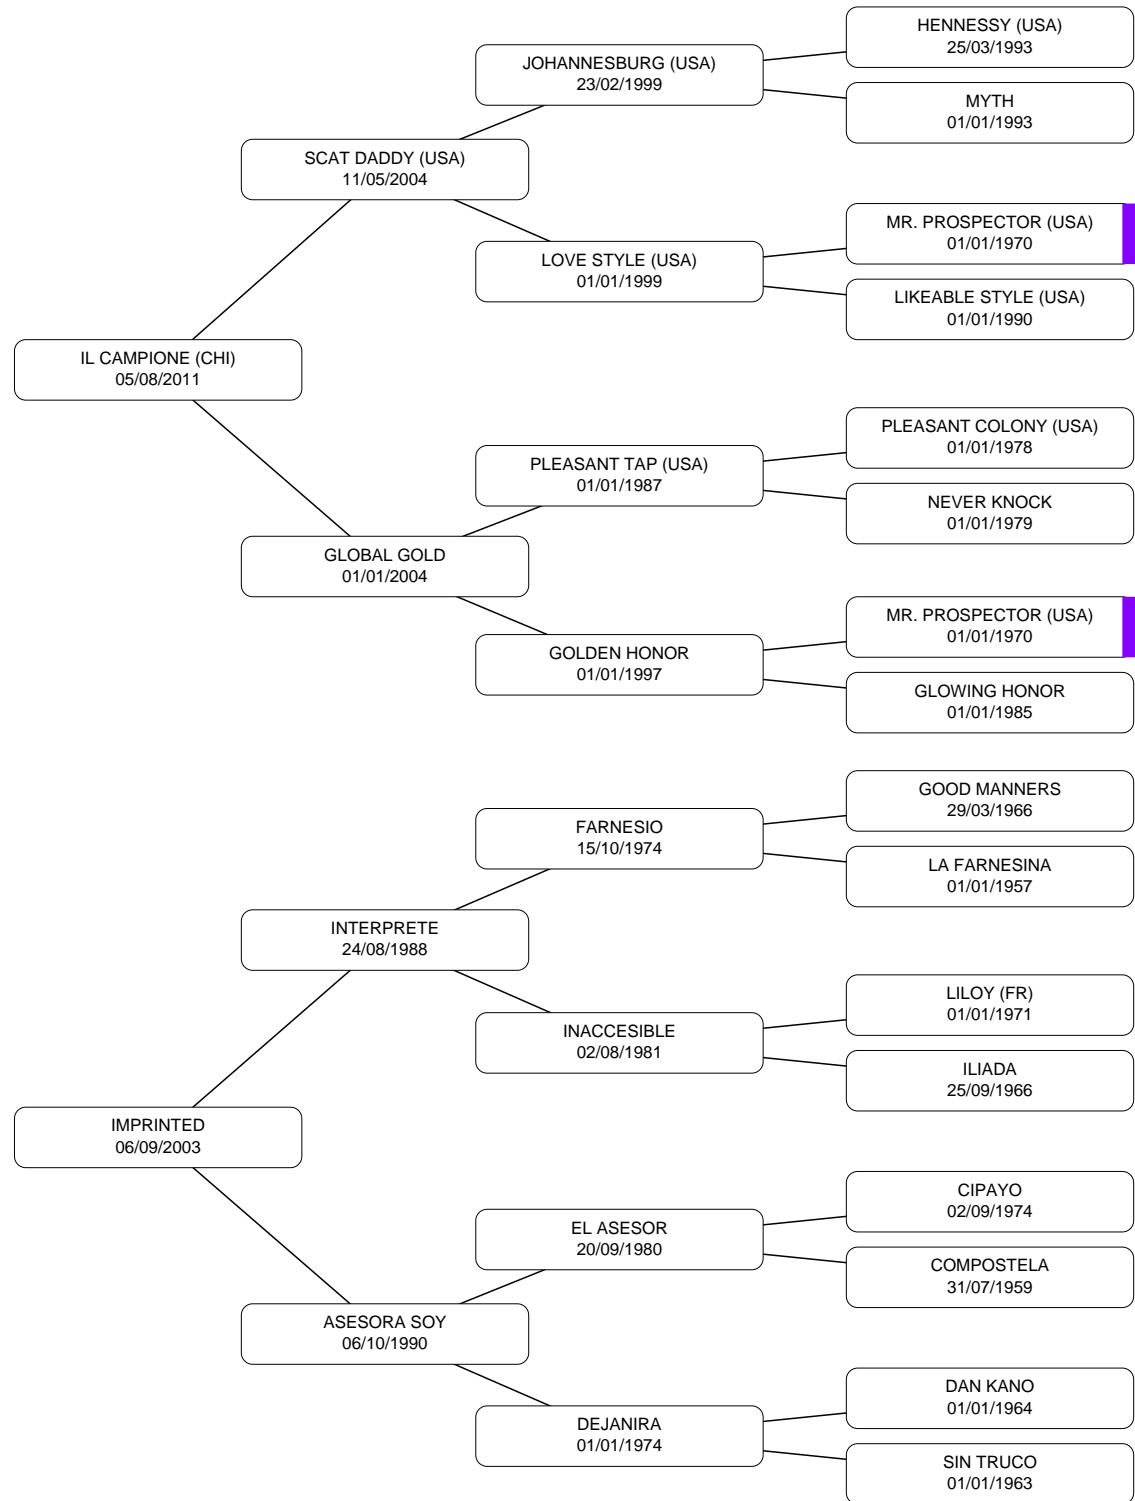 HENNESSY (USA)
25/03/1993
JOHANNESBURG (USA)
23/02/1999
MYTH
01/01/1993
SCAT DADDY (USA)
11/05/2004
MR. PROSPECTOR (USA)
01/01/1970
LOVE STYLE (USA)
01/01/1999
LIKEABLE STYLE (USA)
01/01/1990
IL CAMPIONE (CHI)
05/08/2011
PLEASANT COLONY (USA)
01/01/1978
PLEASANT TAP (USA)
01/01/1987
NEVER KNOCK
01/01/1979
GLOBAL GOLD
01/01/2004
MR. PROSPECTOR (USA)
01/01/1970
GOLDEN HONOR
01/01/1997
GLOWING HONOR
01/01/1985
GOOD MANNERS
29/03/1966
FARNESIO
15/10/1974
LA FARNESINA
01/01/1957
INTERPRETE
24/08/1988
LILOY (FR)
01/01/1971
INACCESIBLE
02/08/1981
ILIADA
25/09/1966
IMPRINTED
06/09/2003
CIPAYO
02/09/1974
EL ASESOR
20/09/1980
COMPOSTELA
31/07/1959
ASESORA SOY
06/10/1990
DAN KANO
01/01/1964
DEJANIRA
01/01/1974
SIN TRUCO
01/01/1963